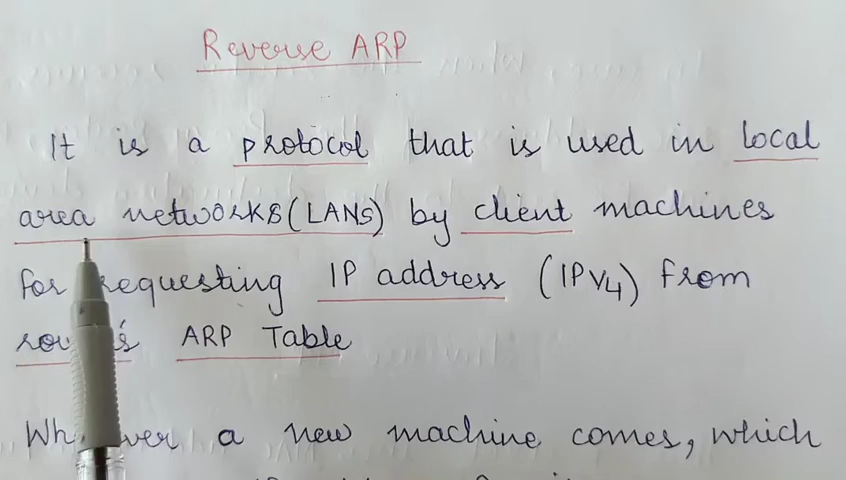 Reverse ARP
It is a protocol that is used in local
area networks (LANs) by client machines
for requesting IP address (IPv4) from
ARP Table
a new machine comes, which